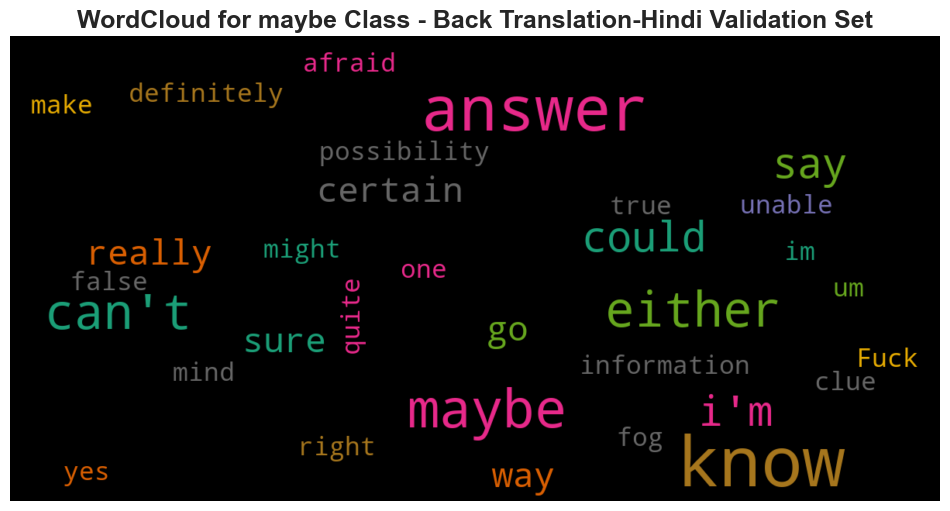 WordCloud for maybe Class - Back Translation-Hindi Validation Set
afraid
make
definitely
answer
possibility
say
certain
true
unable
could
really
might
im
one
false
um
can't
quite
either
go
sure
Fuck
information
mind
clue
maybe
i'm
fog
right
know
yes
way